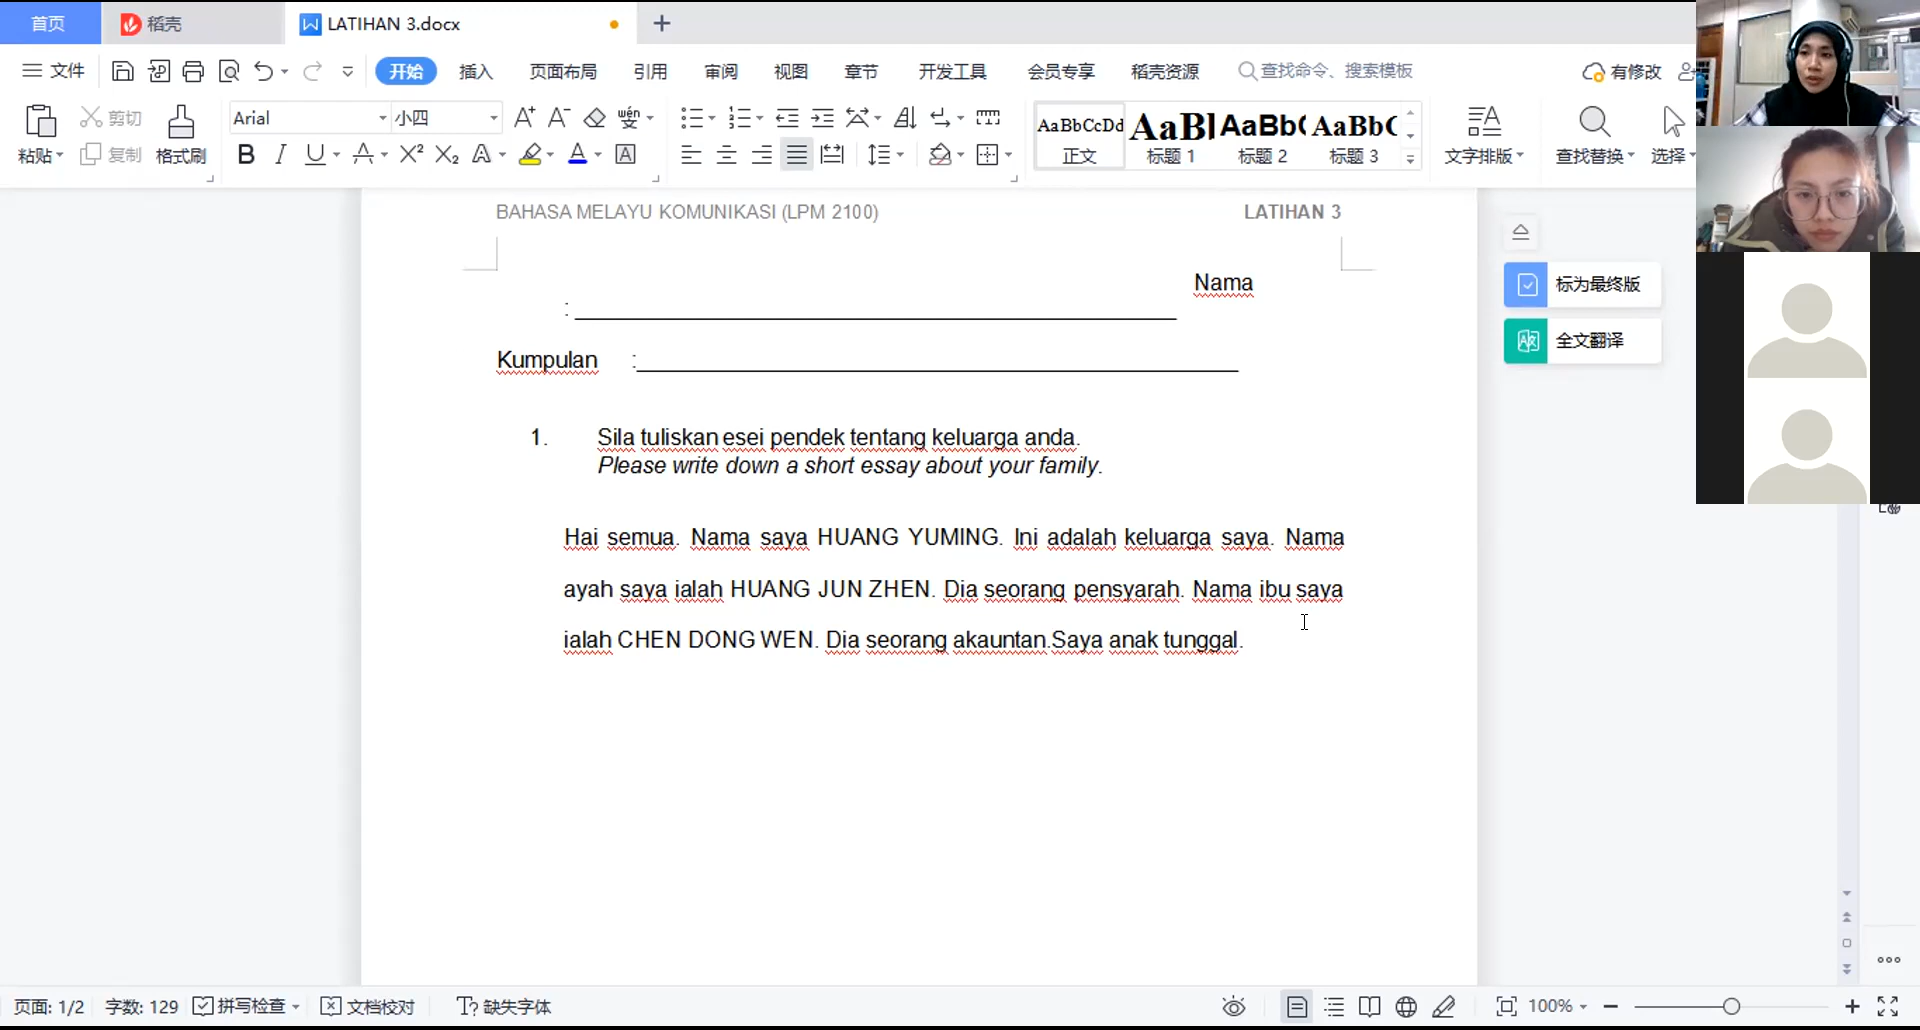 首页 稻壳 LATIHAN 3.docx
文件 开始 插入 页面布局 引用 审阅 视图 章节 开发工具 会员专享 稻壳资源 查找命令、搜索模板 有修改
粘贴 剪切 复制 格式刷 Arial 小四 wén AaBbCcDd 正文 标题 1 标题 2 AaBbC 标题 3 文字排版 查找替换 选择
BAHASA MELAYU KOMUNIKASI (LPM 2100) LATIHAN 3
Nama
:
Kumpulan :
1. Sila tuliskan esei pendek tentang keluarga anda.
Please write down a short essay about your family.
Hai semua. Nama saya HUANG YUMING. Ini adalah keluarga saya. Nama
ayah saya ialah HUANG JUN ZHEN. Dia seorang pensyarah. Nama ibu saya
ialah CHEN DONG WEN. Dia seorang akauntan.Saya anak tunggal.
标为最终版
全文翻译
页面: 1/2 字数: 129 拼写检查 文档校对 缺失字体 100%